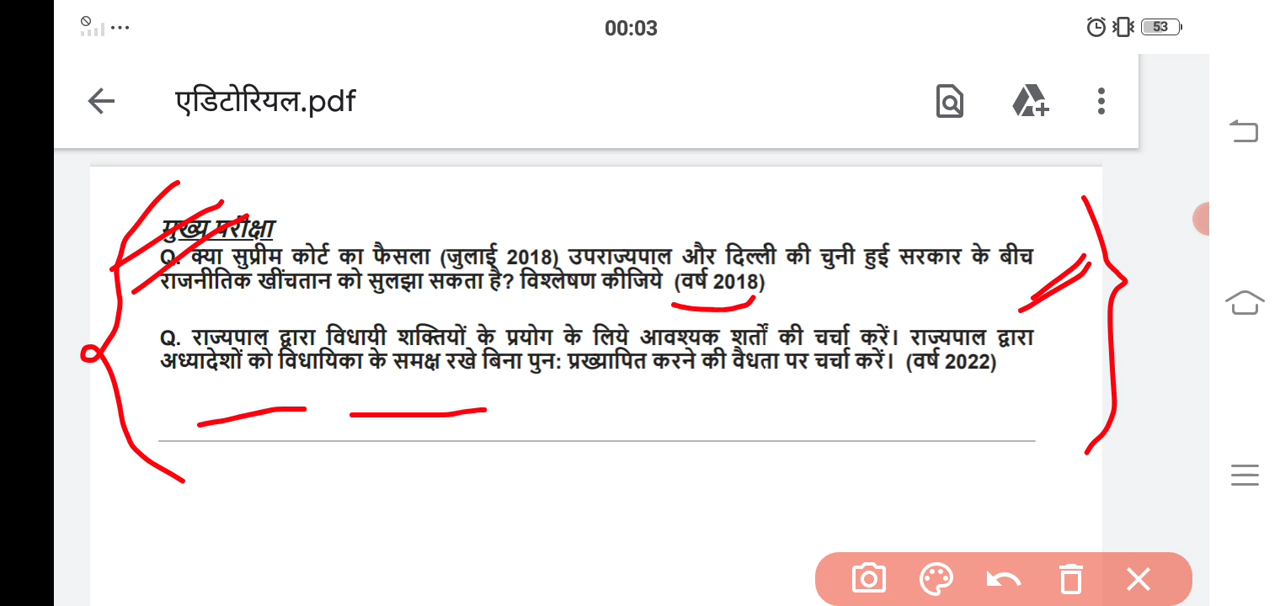 00:03
53
एडिटोरियल.pdf
मुख्य परीक्षा
Q. क्या सुप्रीम कोर्ट का फैसला (जुलाई 2018) उपराज्यपाल और दिल्ली की चुनी हुई सरकार के बीच
राजनीतिक खींचतान को सुलझा सकता है? विश्लेषण कीजिये (वर्ष 2018)
Q. राज्यपाल द्वारा विधायी शक्तियों के प्रयोग के लिये आवश्यक शर्तों की चर्चा करें। राज्यपाल द्वारा
अध्यादेशों को विधायिका के समक्ष रखे बिना पुन: प्रख्यापित करने की वैधता पर चर्चा करें। (वर्ष 2022)